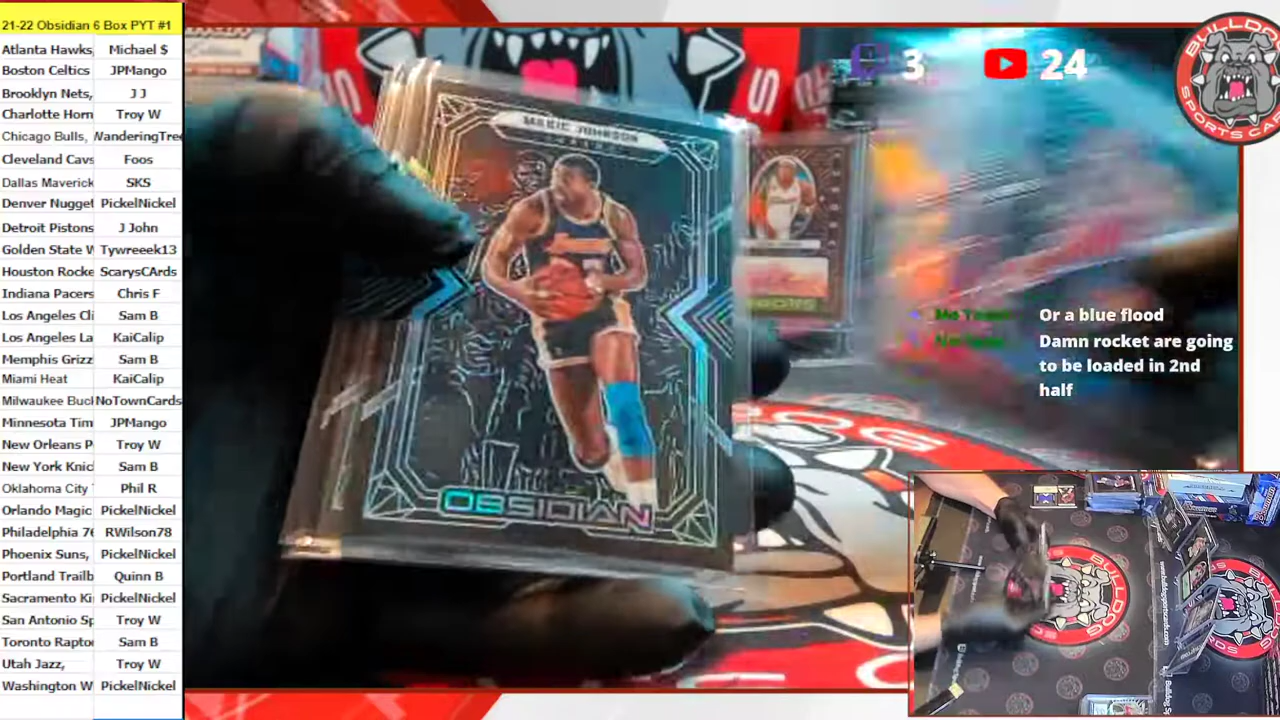 21-22 Obsidian 6 Box PYT #1
Atlanta Hawks, Michael $
Boston Celtics JPMango
Brooklyn Nets, J J
Charlotte Horn Troy W
Chicago Bulls, WanderingTree
Cleveland Cavs Foos
Dallas Maverick SKS
Denver Nugget PickelNickel
Detroit Pistons J John
Golden State W Tywreeek13
Houston Rocke ScarysCArds
Indiana Pacers Chris F
Los Angeles Cli Sam B
Los Angeles La KaiCalip
Memphis Grizz Sam B
Miami Heat KaiCalip
Milwaukee Buc NoTownCards
Minnesota Tim JPMango
New Orleans P Troy W
New York Knic Sam B
Oklahoma City Phil R
Orlando Magic PickelNickel
Philadelphia 76 RWilson78
Phoenix Suns, PickelNickel
Portland Trailb Quinn B
Sacramento Ki PickelNickel
San Antonio Sp Troy W
Toronto Rapto Sam B
Utah Jazz, Troy W
Washington W PickelNickel
3
24
BULLDOG
SPORTS CA
MAGIC JOHNSON
OBSIDIAN
Or a blue flood
Damn rocket are going
to be loaded in 2nd
half